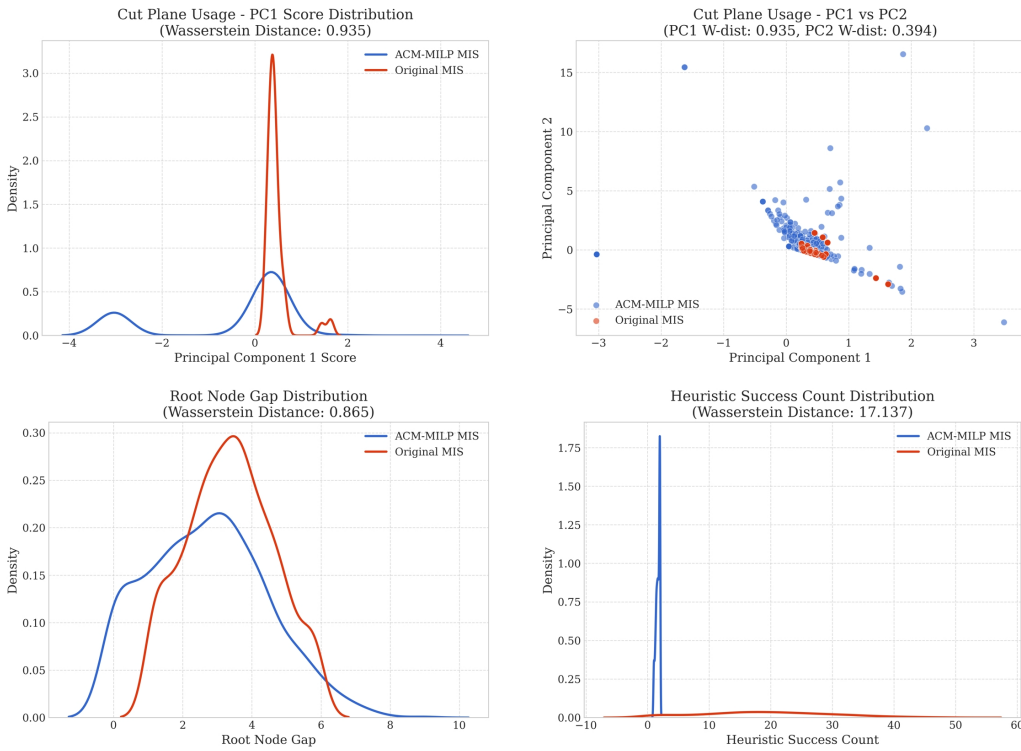 Cut Plane Usage - PC1 Score Distribution
(Wasserstein Distance: 0.935)
ACM-MILP MIS
Original MIS
Density
3.0
2.5
2.0
1.5
1.0
0.5
0.0
−4
−2
0
2
4
Principal Component 1 Score
Cut Plane Usage - PC1 vs PC2
(PC1 W-dist: 0.935, PC2 W-dist: 0.394)
Principal Component 2
15
10
5
0
−5
ACM-MILP MIS
Original MIS
−3
−2
−1
0
1
2
3
Principal Component 1
Root Node Gap Distribution
(Wasserstein Distance: 0.865)
ACM-MILP MIS
Original MIS
Density
0.30
0.25
0.20
0.15
0.10
0.05
0.00
0
2
4
6
8
10
Root Node Gap
Heuristic Success Count Distribution
(Wasserstein Distance: 17.137)
ACM-MILP MIS
Original MIS
Density
1.75
1.50
1.25
1.00
0.75
0.50
0.25
0.00
−10
0
10
20
30
40
50
60
Heuristic Success Count